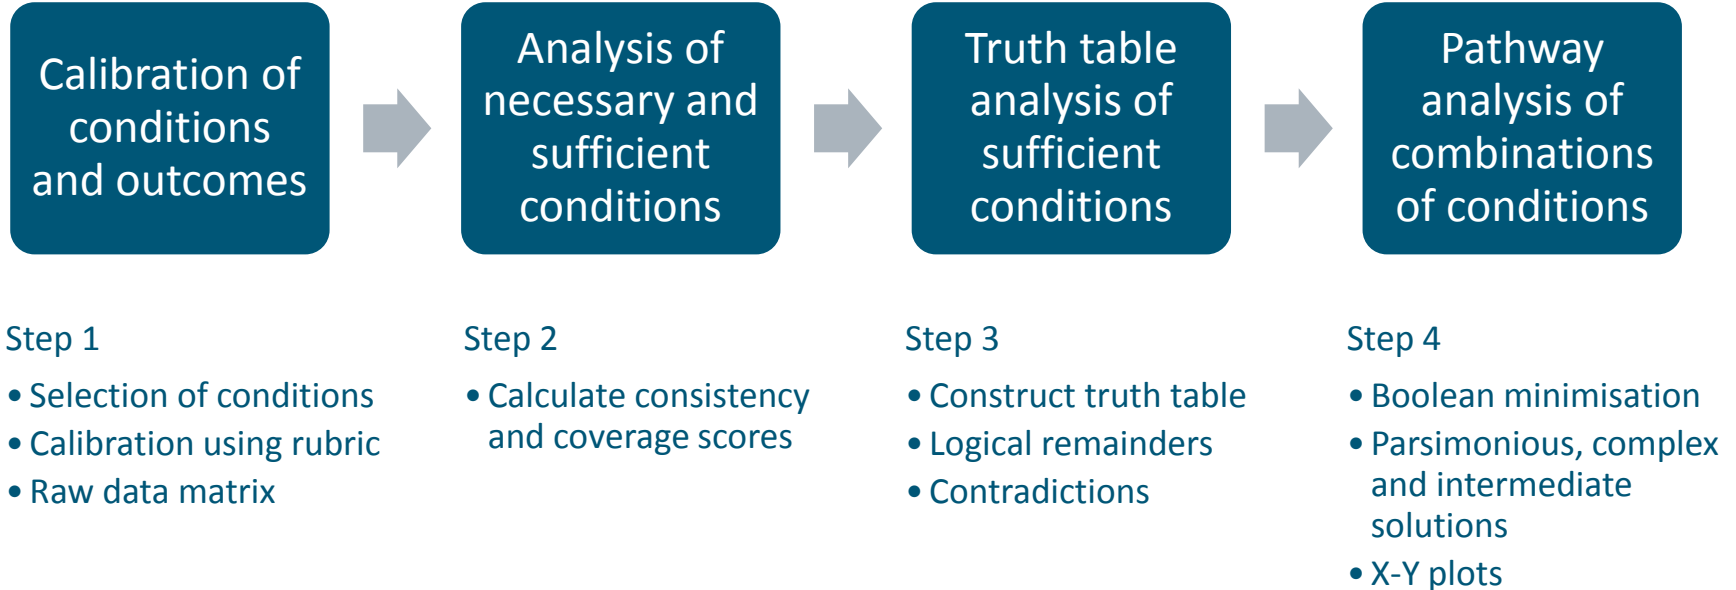 Calibration of
conditions
and outcomes
Analysis of
necessary and
sufficient
conditions
Truth table
analysis of
sufficient
conditions
Pathway
analysis of
combinations
of conditions
Step 1
• Selection of conditions
• Calibration using rubric
• Raw data matrix
Step 2
• Calculate consistency
and coverage scores
Step 3
• Construct truth table
• Logical remainders
• Contradictions
Step 4
• Boolean minimisation
• Parsimonious, complex
and intermediate
solutions
• X-Y plots